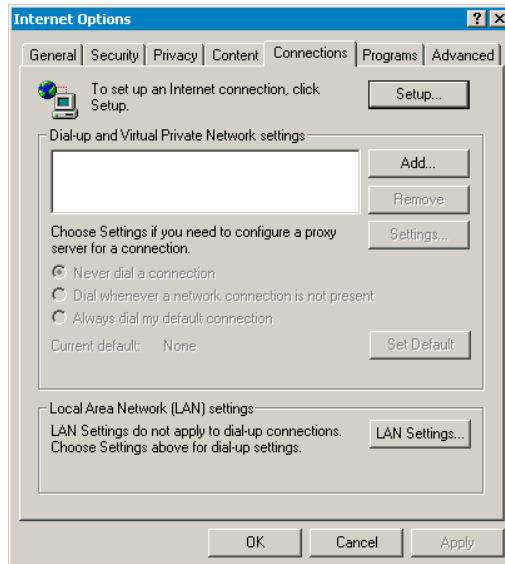 Internet Options
General Security Privacy Content Connections Programs Advanced
To set up an Internet connection, click
Setup.
Setup...
Dial-up and Virtual Private Network settings
Add...
Remove
Choose Settings if you need to configure a proxy
server for a connection.
Settings...
Never dial a connection
Dial whenever a network connection is not present
Always dial my default connection
Current default: None
Set Default
Local Area Network (LAN) settings
LAN Settings do not apply to dial-up connections.
Choose Settings above for dial-up settings.
LAN Settings...
OK Cancel Apply